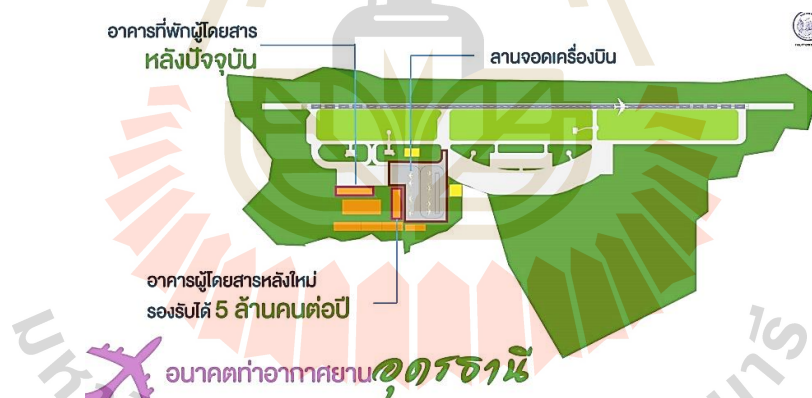 อาคารที่พักผู้โดยสาร
หลังปัจจุบัน
ลานจอดเครื่องบิน
อาคารผู้โดยสารหลังใหม่
รองรับได้ 5 ล้านคนต่อปี
อนาคตท่าอากาศยานอุดรธานี